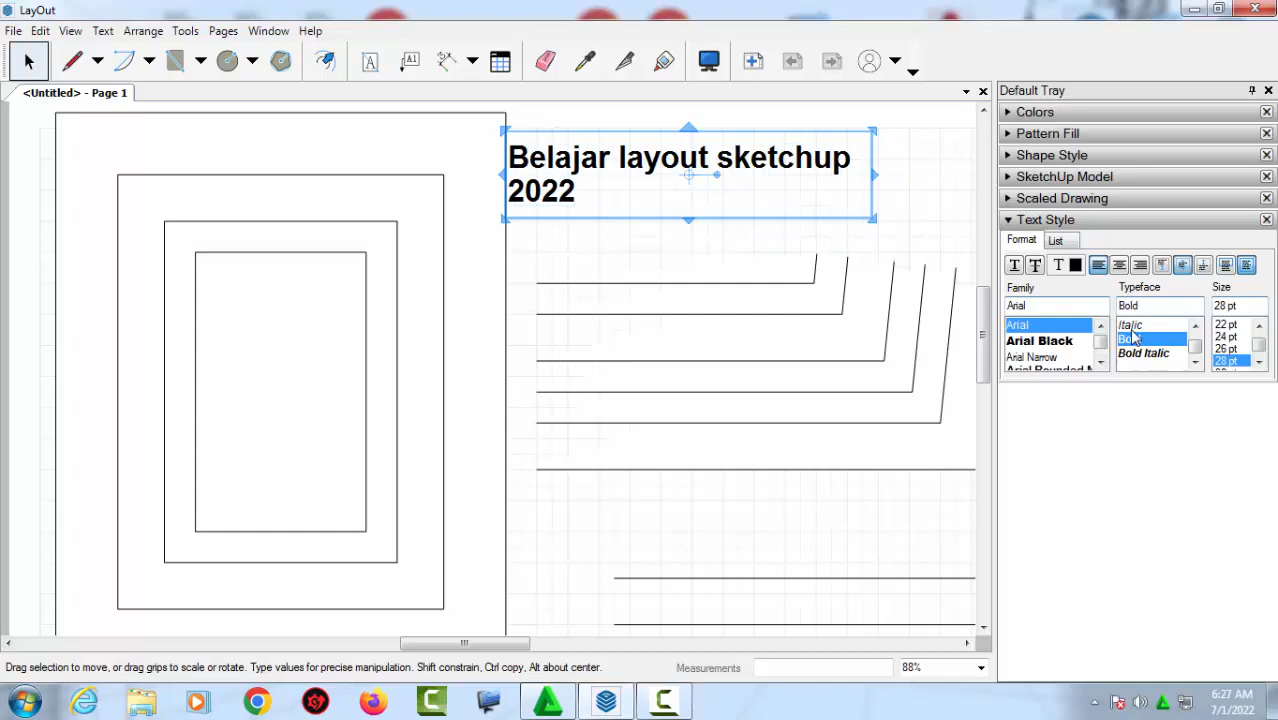 LayOut
File Edit View Text Arrange Tools Pages Window Help
<Untitled> - Page 1
Belajar layout sketchup
2022
Default Tray
Colors
Pattern Fill
Shape Style
SketchUp Model
Scaled Drawing
Text Style
Format List
Family Typeface Size
Arial Bold 28 pt
Arial Italic 22 pt
Arial Black Bold 24 pt
Arial Narrow Bold Italic 26 pt
28 pt
Drag selection to move, or drag grips to scale or rotate. Type values for precise manipulation. Shift constrain, Ctrl copy, Alt about center.
Measurements 88%
6:27 AM
7/1/2022